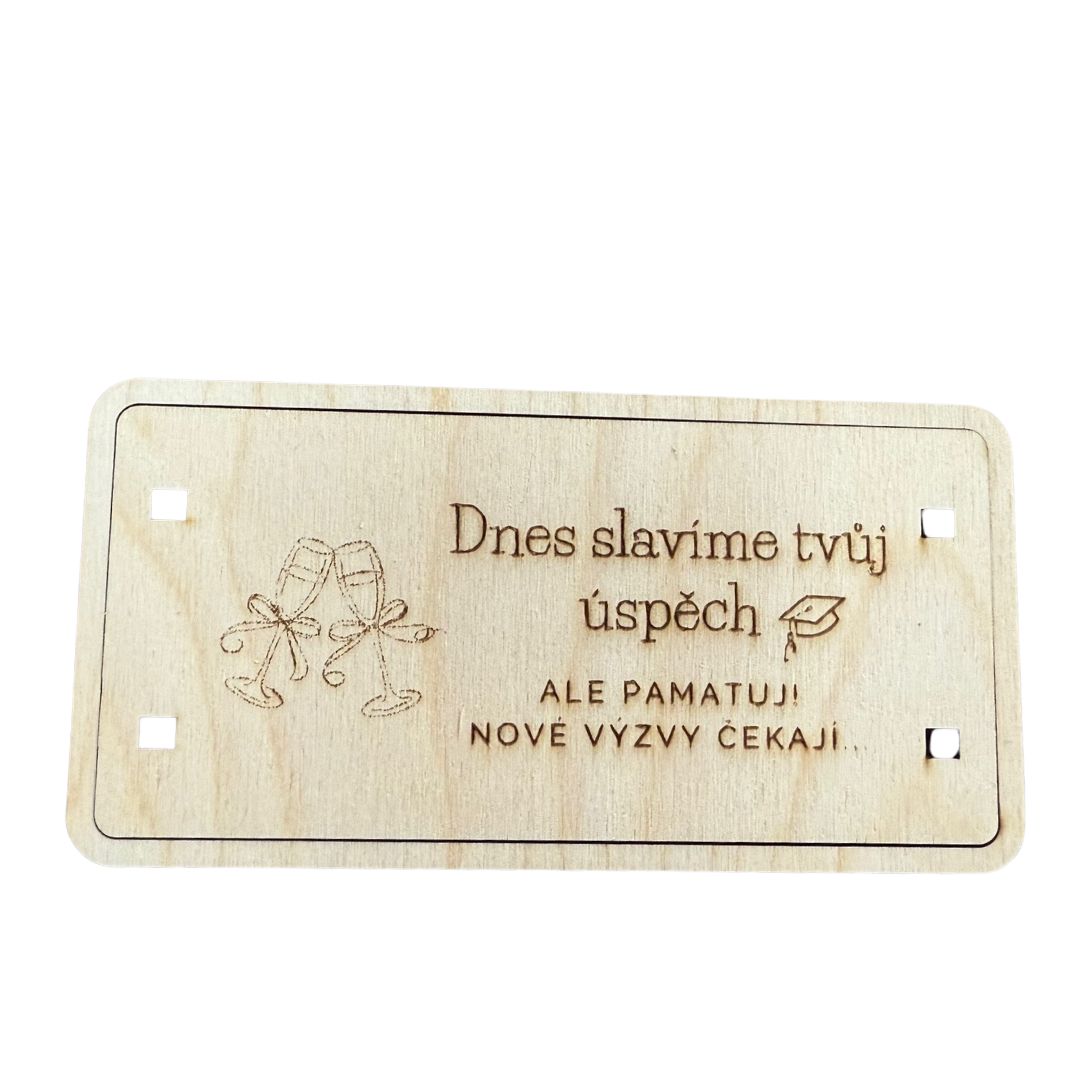 Dnes slavíme tvůj
úspěch
ALE PAMATUJ!
NOVÉ VÝZVY ČEKAJÍ...